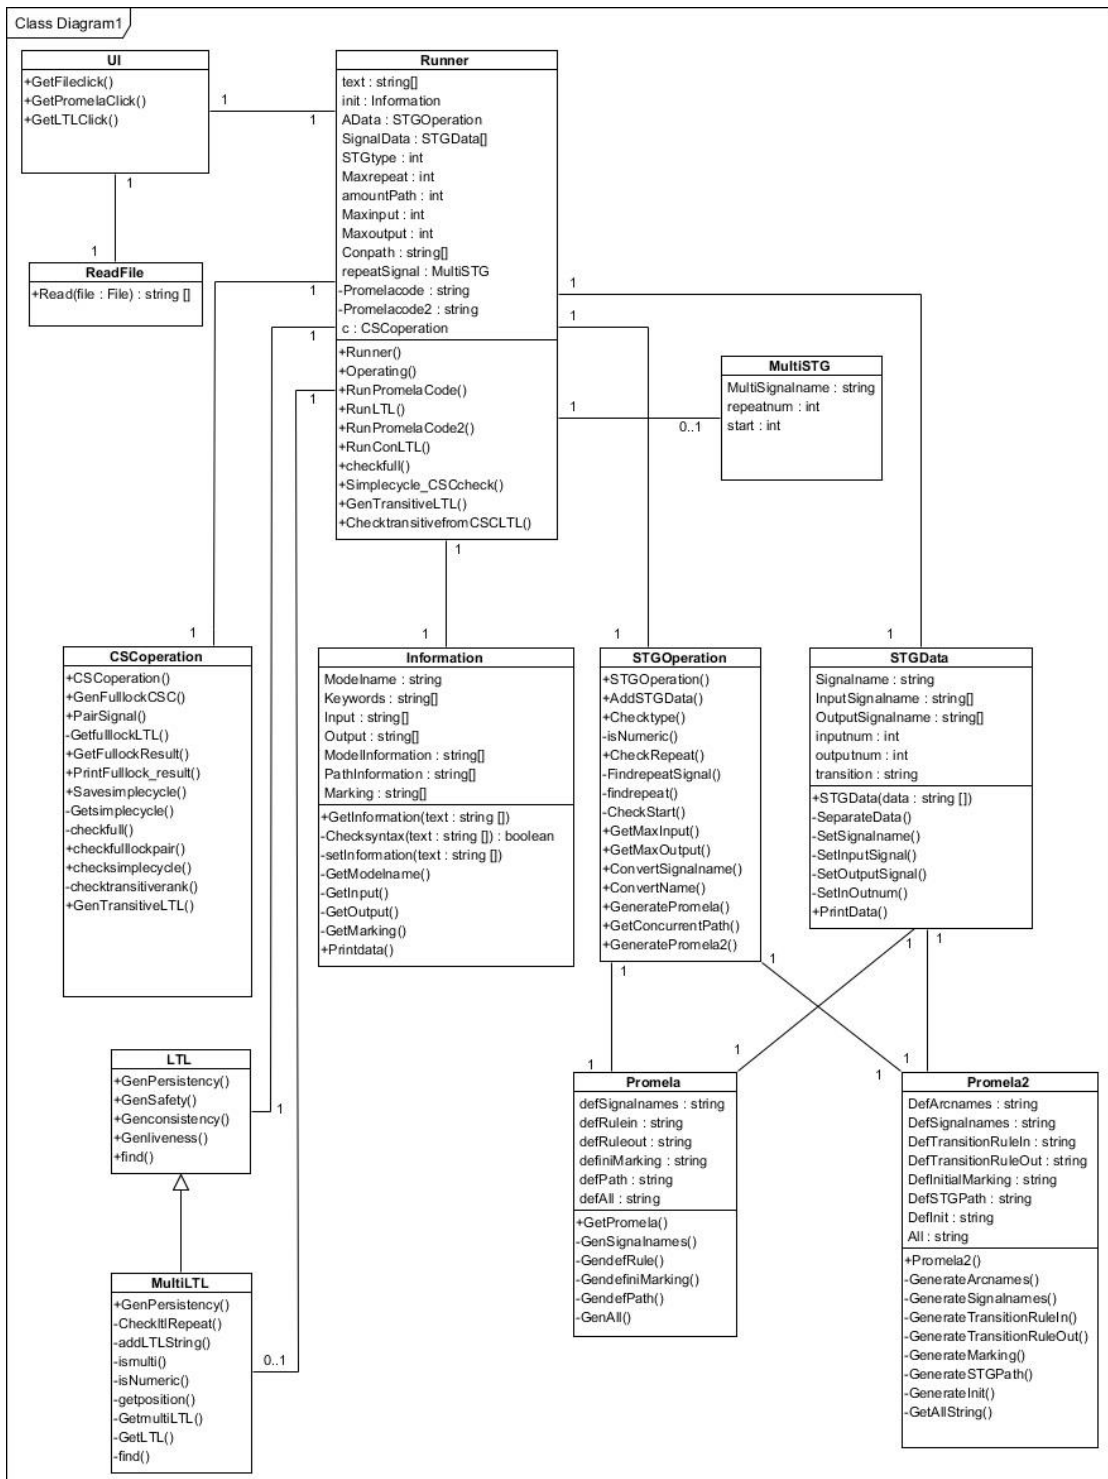 Class Diagram1
UI
+GetFileclick()
+GetPromelaClick()
+GetLTLClick()
1
1
1
1
ReadFile
+Read(file : File) : string []
Runner
text : string[]
init : Information
AData : STGOperation
SignalData : STGData[]
STGtype : int
Maxrepeat : int
amountPath : int
Maxinput : int
Maxoutput : int
Conpath : string[]
repeatSignal : MultiSTG
-Promelacode : string
-Promelacode2 : string
c : CSCoperation
+Runner()
+Operating()
+RunPromelaCode()
+RunLTL()
+RunPromelaCode2()
+RunConLTL()
+checkfull()
+Simplecycle_CSCcheck()
+GenTransitiveLTL()
+ChecktransitivefromCSCLTL()
1
1
1
1
1
1
0..1
1
MultiSTG
MultiSignalname : string
repeatnum : int
start : int
1
1
1
1
CSCoperation
+CSCoperation()
+GenFulllockCSC()
+PairSignal()
-GetfulllockLTL()
+GetFullockResult()
+PrintFulllock_result()
+Savesimplecycle()
-Getsimplecycle()
-checkfull()
+checkfulllockpair()
+checksimplecycle()
-checktransitiverank()
+GenTransitiveLTL()
Information
Modelname : string
Keywords : string[]
Input : string[]
Output : string[]
ModelInformation : string[]
PathInformation : string[]
Marking : string[]
+GetInformation(text : string [])
-Checksyntax(text : string []) : boolean
-setInformation(text : string [])
-GetModelname()
-GetInput()
-GetOutput()
-GetMarking()
+Printdata()
STGOperation
+STGOperation()
+AddSTGData()
+Checktype()
-isNumeric()
+CheckRepeat()
-FindrepeatSignal()
-findrepeat()
-CheckStart()
+GetMaxInput()
+GetMaxOutput()
+ConvertSignalname()
+ConvertName()
+GeneratePromela()
+GetConcurrentPath()
+GeneratePromela2()
STGData
Signalname : string
InputSignalname : string[]
OutputSignalname : string[]
inputnum : int
outputnum : int
transition : string
+STGData(data : string [])
-SeparateData()
-SetSignalname()
-SetInputSignal()
-SetOutputSignal()
-SetInOutnum()
+PrintData()
1
1
1
1
1
1
1
1
LTL
+GenPersistency()
+GenSafety()
+Genconsistency()
+Genliveness()
+find()
1
MultiLTL
+GenPersistency()
-CheckltlRepeat()
-addLTLString()
-ismulti()
-isNumeric()
-getposition()
-GetmultiLTL()
-GetLTL()
-find()
0..1
Promela
defSignalnames : string
defRulein : string
defRuleout : string
definiMarking : string
defPath : string
defAll : string
+GetPromela()
-GenSignalnames()
-GendefRule()
-GendefiniMarking()
-GendefPath()
-GenAll()
Promela2
DefArcnames : string
DefSignalnames : string
DefTransitionRuleIn : string
DefTransitionRuleOut : string
DefInitialMarking : string
DefSTGPath : string
DefInit : string
All : string
+Promela2()
-GenerateArcnames()
-GenerateSignalnames()
-GenerateTransitionRuleIn()
-GenerateTransitionRuleOut()
-GenerateMarking()
-GenerateSTGPath()
-GenerateInit()
-GetAllString()